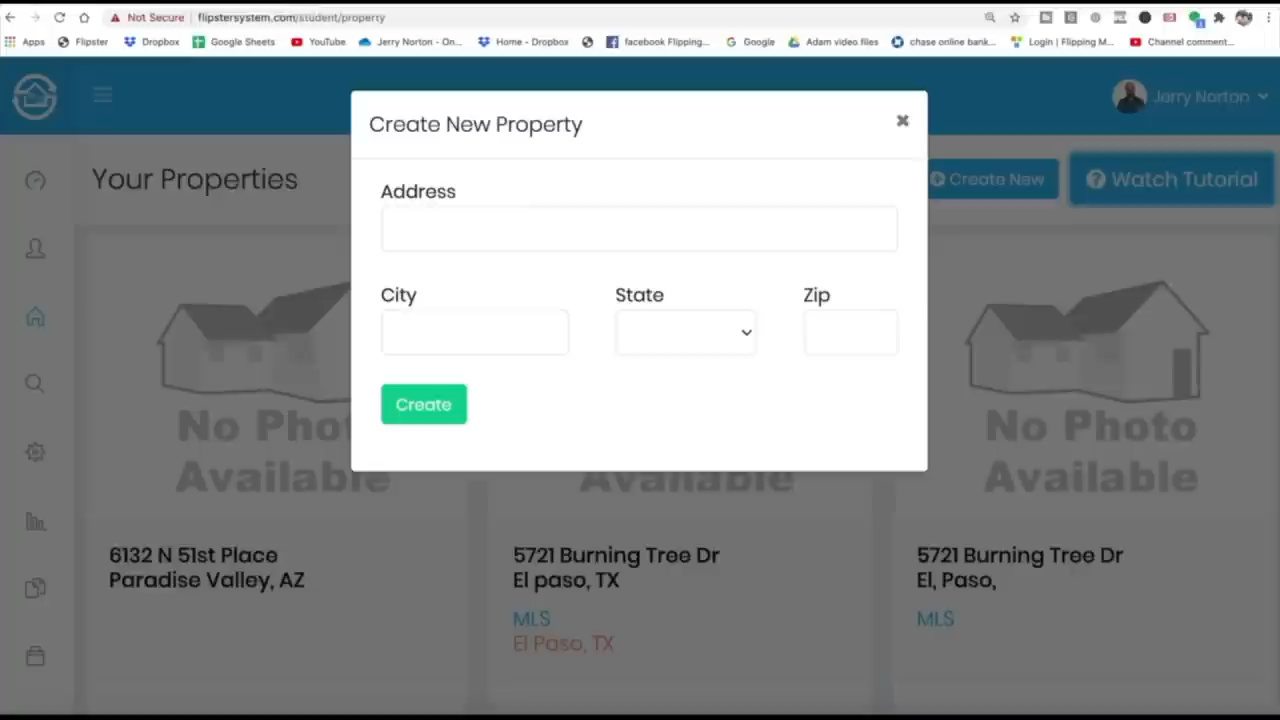 Not Secure | flipstersystem.com/student/property
Apps Flipster Dropbox Google Sheets YouTube Jerry Norton - On... Home - Dropbox facebook Flipping... Google Adam video files chase online bank... Login | Flipping M... Channel comment...
Jerry Norton
Create New Property
Your Properties
Create New
Watch Tutorial
Address
City State Zip
Create
No Phot
Available
Available
No Photo
Available
6132 N 51st Place
Paradise Valley, AZ
5721 Burning Tree Dr
El paso, TX
MLS
El Paso, TX
5721 Burning Tree Dr
El, Paso,
MLS